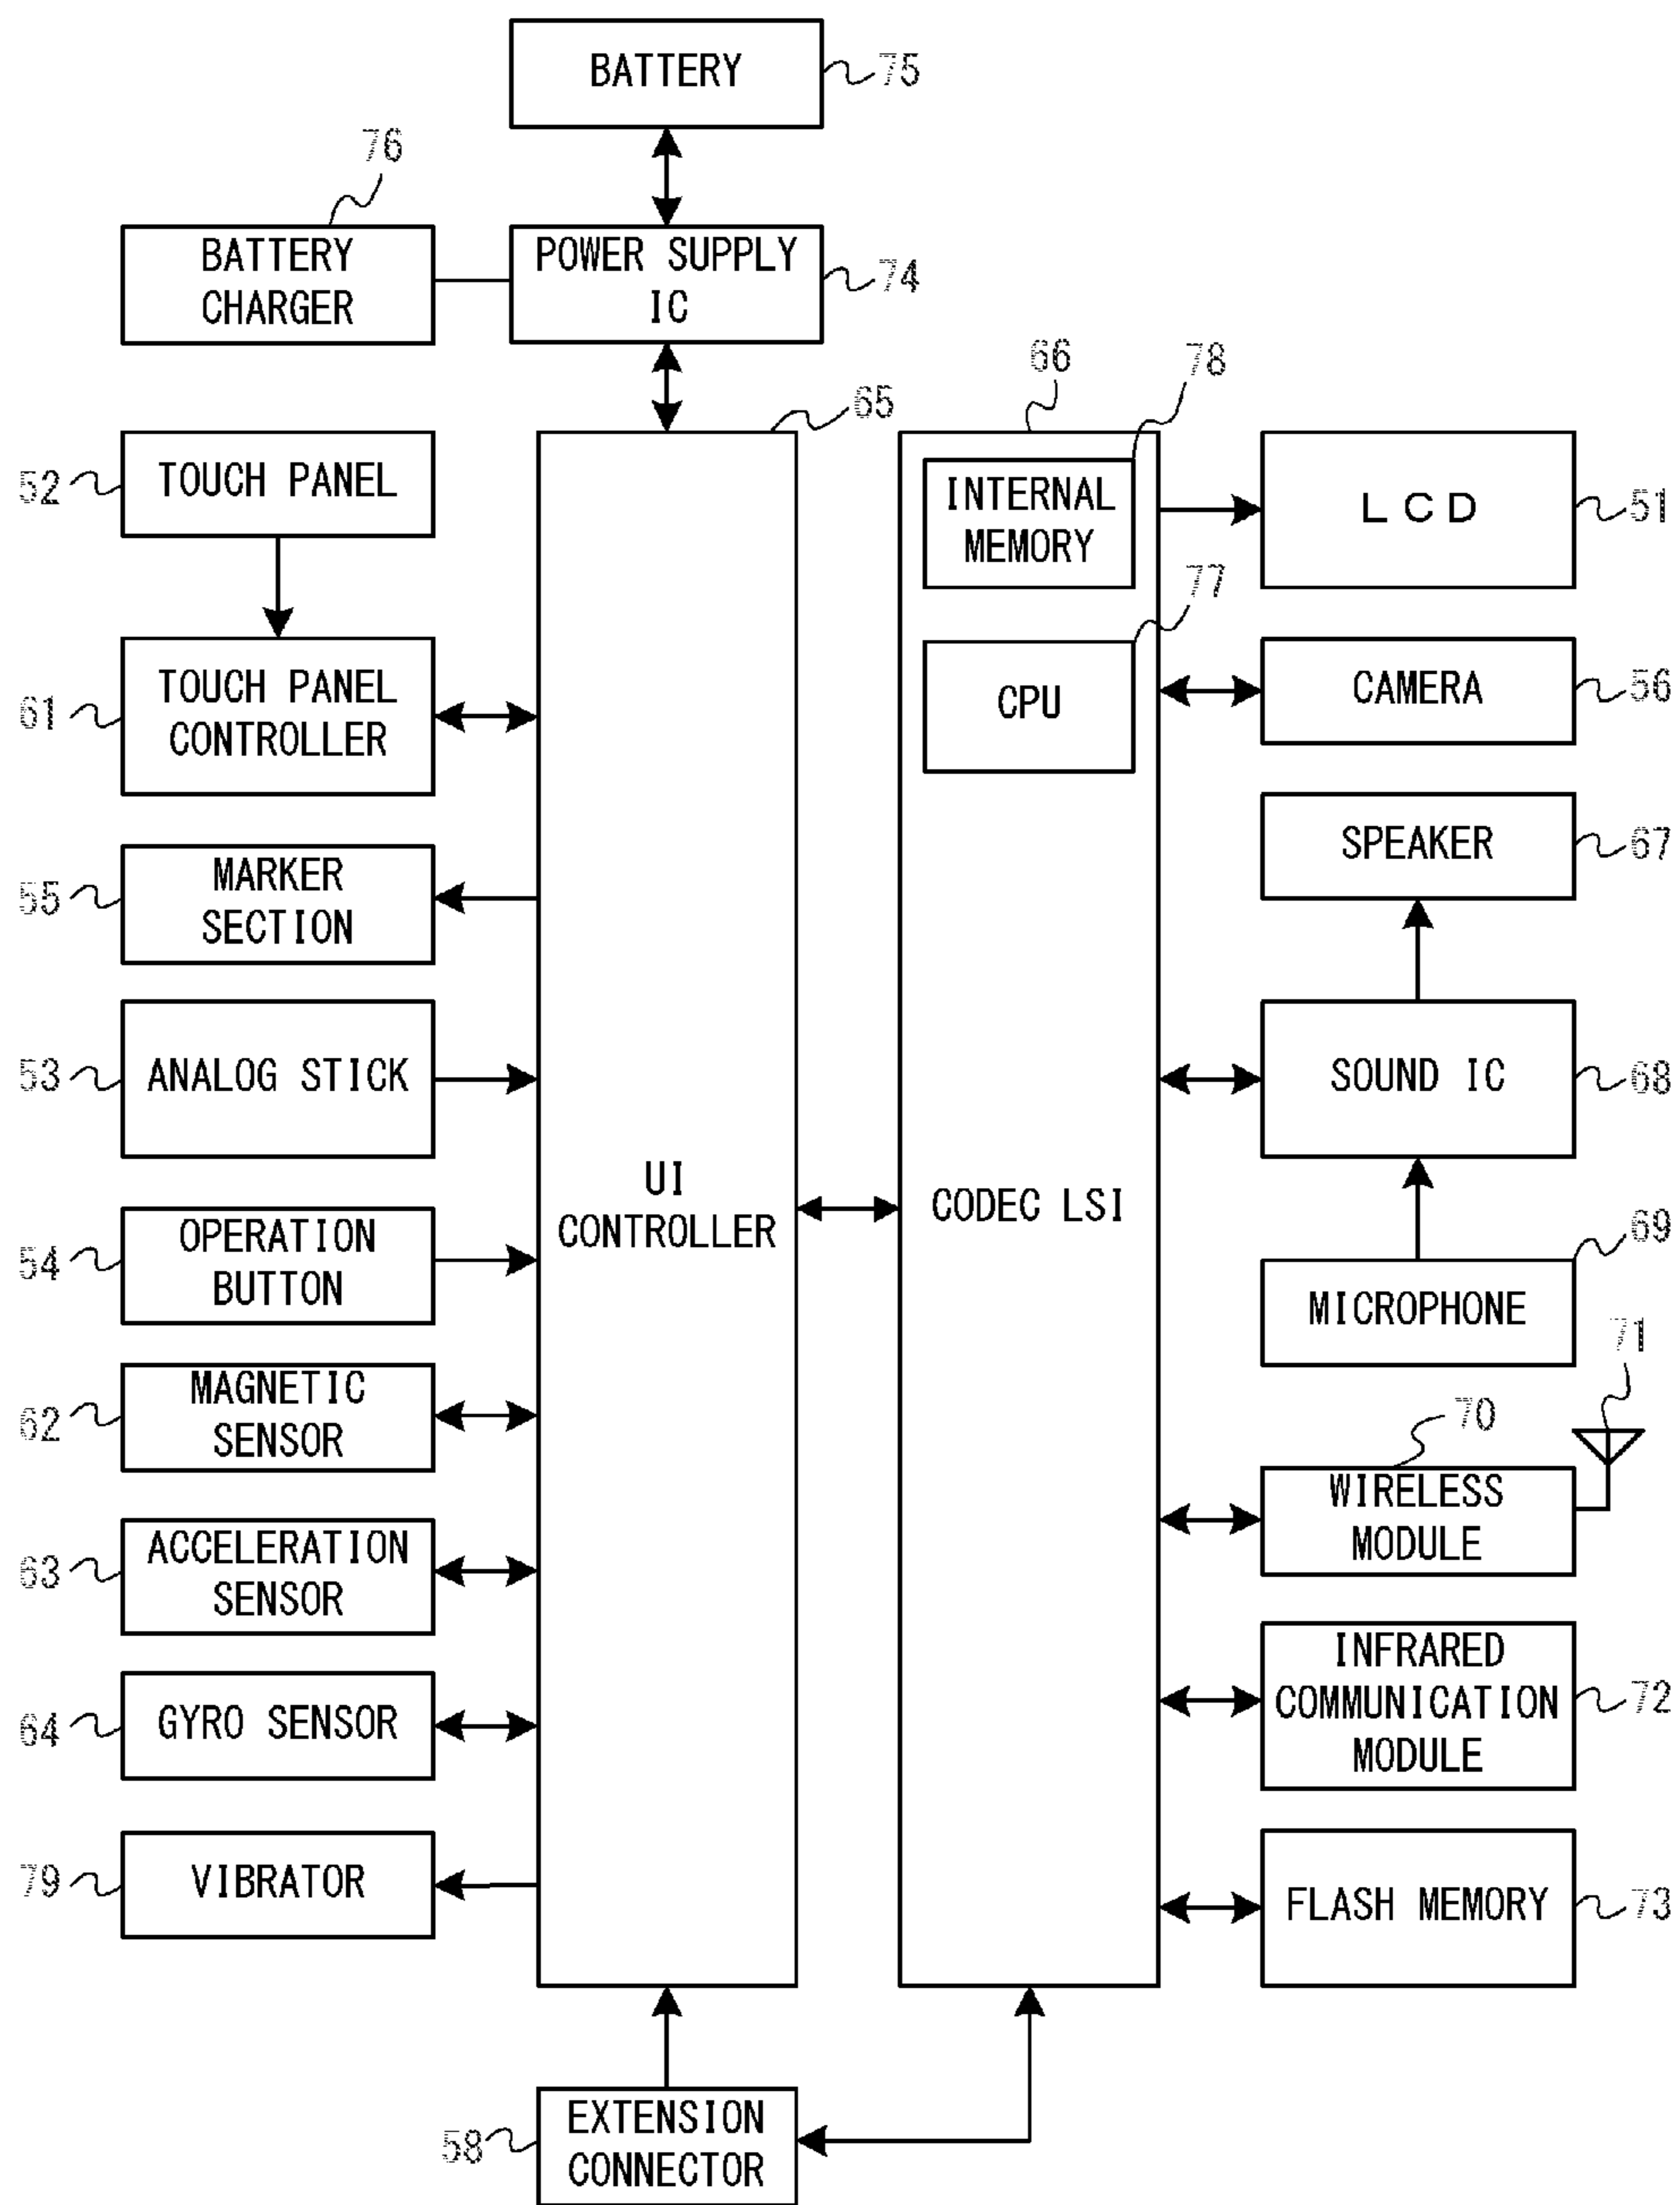 BATTERY
75
76
BATTERY
CHARGER
POWER SUPPLY
IC
74
65
66
78
52
TOUCH PANEL
INTERNAL
MEMORY
LCD
51
77
61
TOUCH PANEL
CONTROLLER
CPU
CAMERA
56
SPEAKER
67
55
MARKER
SECTION
53
ANALOG STICK
SOUND IC
68
UI
CONTROLLER
CODEC LSI
54
OPERATION
BUTTON
69
MICROPHONE
71
62
MAGNETIC
SENSOR
70
WIRELESS
MODULE
63
ACCELERATION
SENSOR
64
GYRO SENSOR
INFRARED
COMMUNICATION
MODULE
72
79
VIBRATOR
FLASH MEMORY
73
58
EXTENSION
CONNECTOR